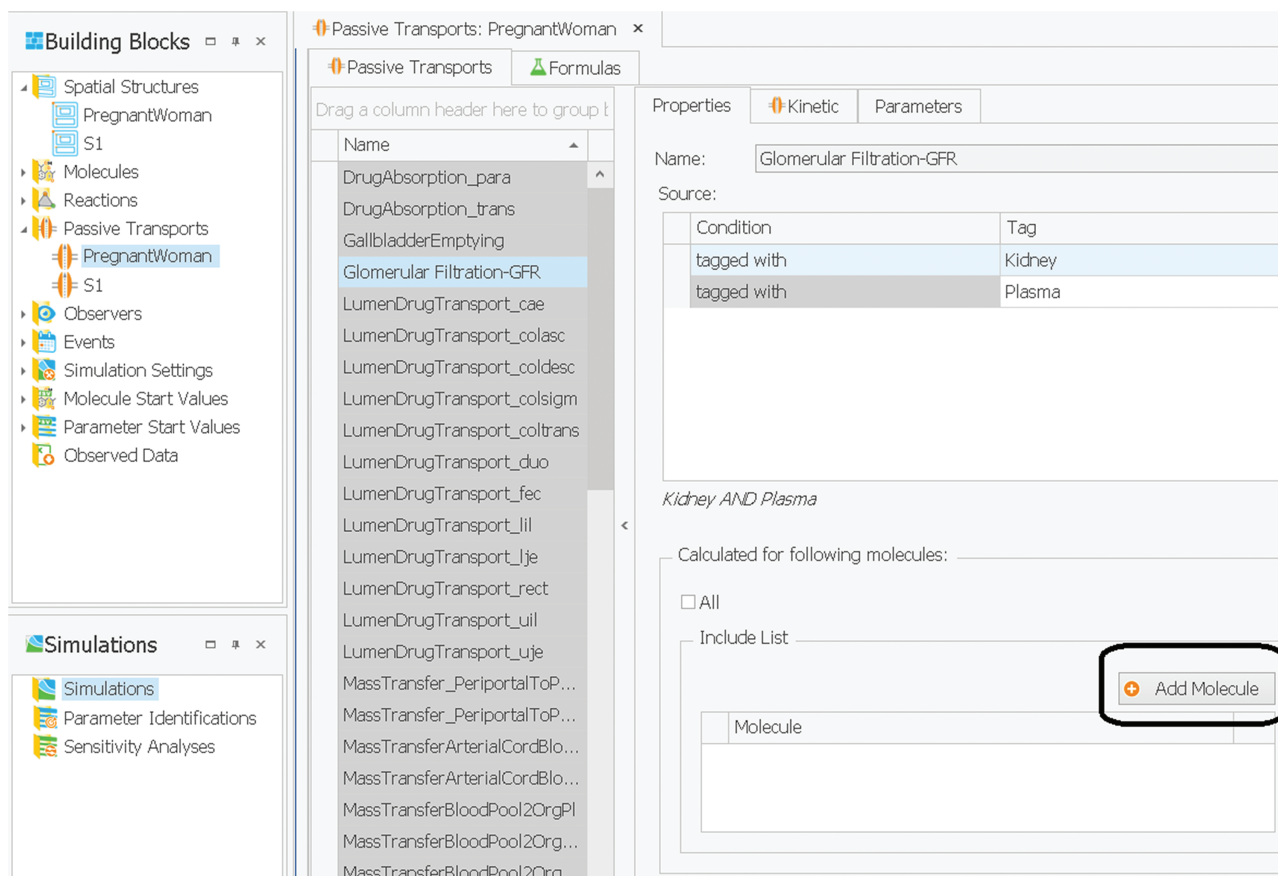 Building Blocks
Spatial Structures
PregnantWoman
S1
Molecules
Reactions
Passive Transports
PregnantWoman
S1
Observers
Events
Simulation Settings
Molecule Start Values
Parameter Start Values
Observed Data
Simulations
Simulations
Parameter Identifications
Sensitivity Analyses
Passive Transports: PregnantWoman
Passive Transports
Formulas
Drag a column header here to group
Name
DrugAbsorption_para
DrugAbsorption_trans
GallbladderEmptying
Glomerular Filtration-GFR
LumenDrugTransport_cae
LumenDrugTransport_colasc
LumenDrugTransport_coldesc
LumenDrugTransport_colsigm
LumenDrugTransport_coltrans
LumenDrugTransport_duo
LumenDrugTransport_fec
LumenDrugTransport_lil
LumenDrugTransport_lje
LumenDrugTransport_rect
LumenDrugTransport_uil
LumenDrugTransport_uje
MassTransfer_PeriportalToP...
MassTransfer_PeriportalToP...
MassTransferArterialCordBlo...
MassTransferArterialCordBlo...
MassTransferBloodPool2OrgPl
MassTransferBloodPool2Org...
MassTransferBloodPool2Org
Properties
Kinetic
Parameters
Name: Glomerular Filtration-GFR
Source:
Condition Tag
tagged with Kidney
tagged with Plasma
Kidney AND Plasma
Calculated for following molecules:
All
Include List
Add Molecule
Molecule